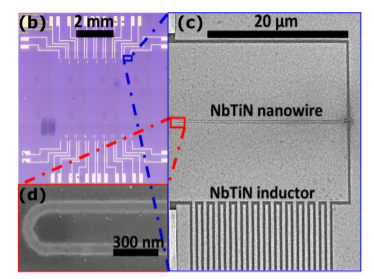 (b)
2 mm
(c)
20 μm
NbTiN nanowire
NbTiN inductor
(d)
300 nm